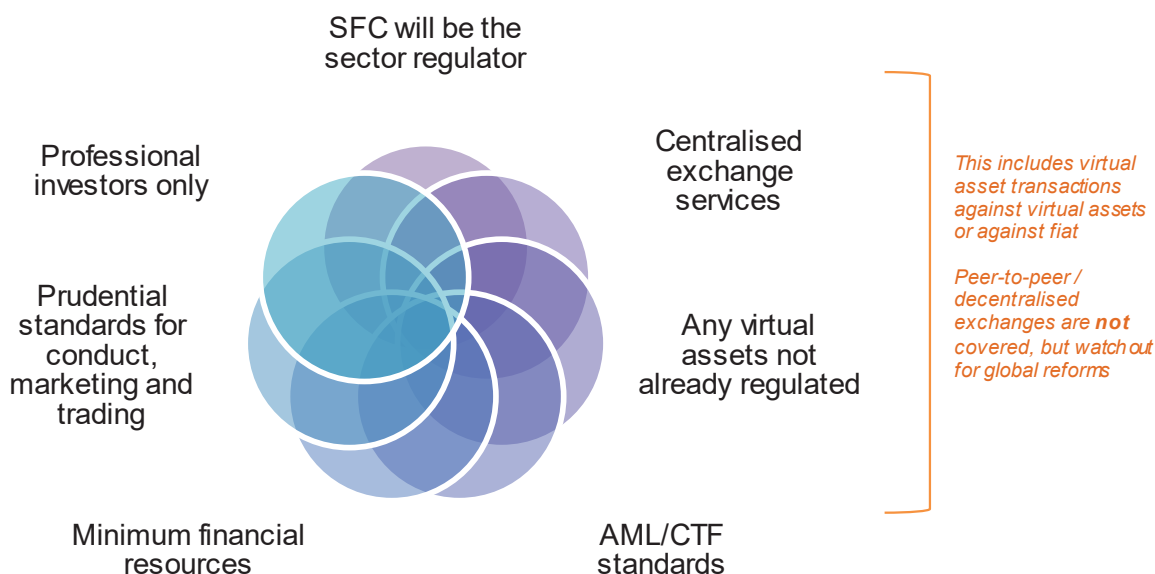 SFC will be the
sector regulator
Professional
investors only
Centralised
exchange
services
Prudential
standards for
conduct,
marketing and
trading
Any virtual
assets not
already regulated
Minimum financial
resources
AML/CTF
standards
This includes virtual
asset transactions
against virtual assets
or against fiat
Peer-to-peer /
decentralised
exchanges are not
covered, but watch out
for global reforms